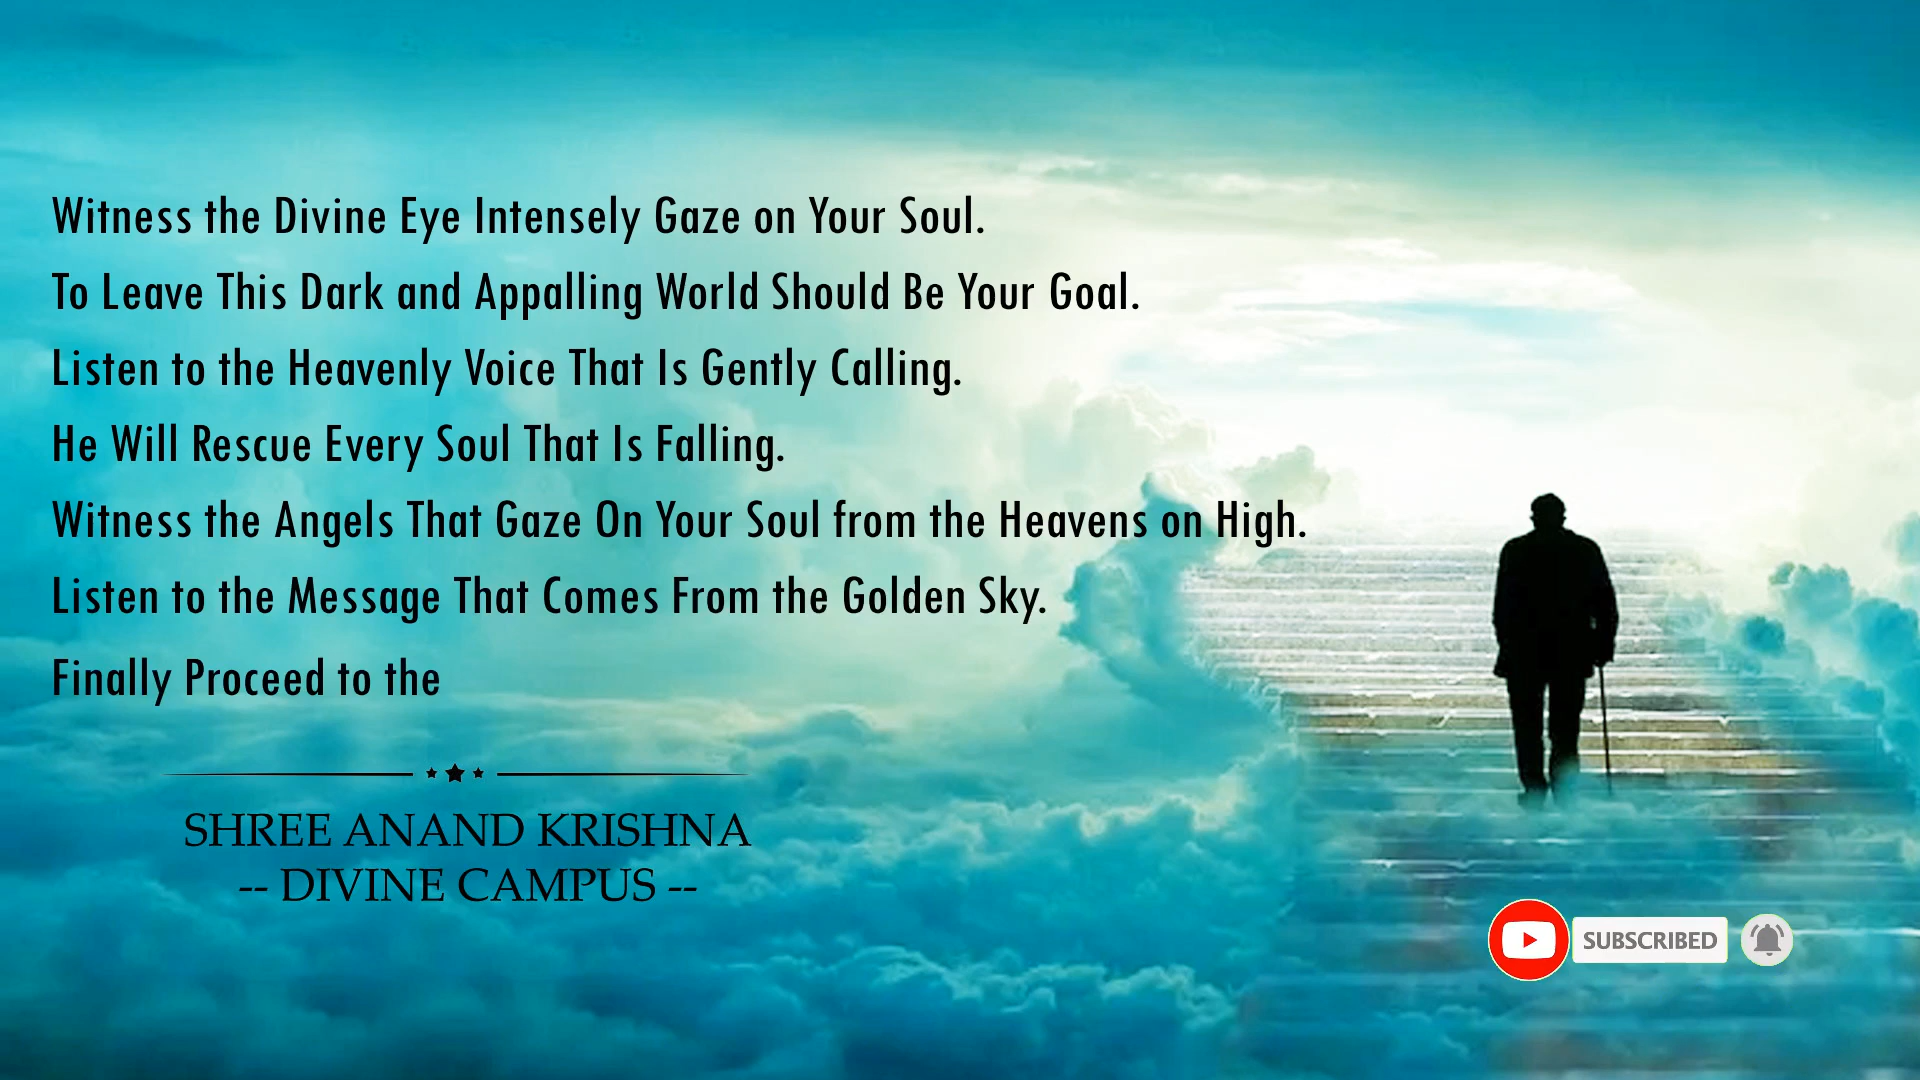 Witness the Divine Eye Intensely Gaze on Your Soul.
To Leave This Dark and Appalling World Should Be Your Goal.
Listen to the Heavenly Voice That Is Gently Calling.
He Will Rescue Every Soul That Is Falling.
Witness the Angels That Gaze On Your Soul from the Heavens on High.
Listen to the Message That Comes From the Golden Sky.
Finally Proceed to the
SHREE ANAND KRISHNA
-- DIVINE CAMPUS --
SUBSCRIBED